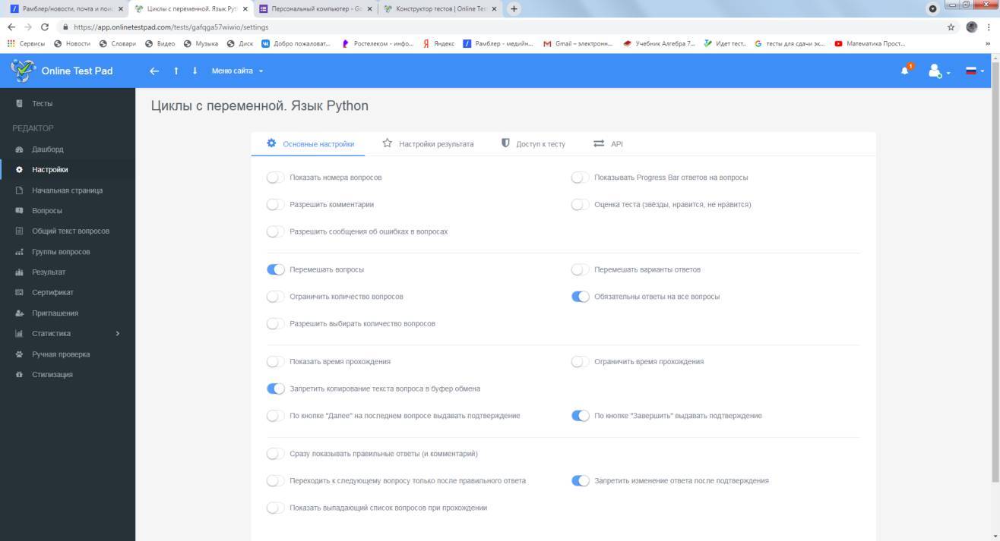 Рамблер/новости, почта и поис Циклы с переменной. Язык Pyt Персональный компьютер - Go Конструктор тестов | Online Tes
https://app.onlinetestpad.com/tests/gafqga57wiwio/settings
Сервисы Новости Словари Видео Музыка Диск Добро пожаловат... Ростелеком - инфо... Яндекс Рамблер - медийн... Gmail – электронн... Учебник Алгебра 7... Идет тест.. тесты для сдачи эк... Математика Прост... »
Online Test Pad Меню сайта 1
Тесты
РЕДАКТОР
Дашборд
Настройки
Начальная страница
Вопросы
Общий текст вопросов
Группы вопросов
Результат
Сертификат
Приглашения
Статистика
Ручная проверка
Стилизация
Циклы с переменной. Язык Python
Основные настройки Настройки результата Доступ к тесту API
Показать номера вопросов Показывать Progress Bar ответов на вопросы
Разрешить комментарии Оценка теста (звёзды, нравится, не нравится)
Разрешить сообщения об ошибках в вопросах
Перемешать вопросы Перемешать варианты ответов
Ограничить количество вопросов Обязательны ответы на все вопросы
Разрешить выбирать количество вопросов
Показать время прохождения Ограничить время прохождения
Запретить копирование текста вопроса в буфер обмена
По кнопке "Далее" на последнем вопросе выдавать подтверждение По кнопке "Завершить" выдавать подтверждение
Сразу показывать правильные ответы (и комментарий)
Переходить к следующему вопросу только после правильного ответа Запретить изменение ответа после подтверждения
Показать выпадающий список вопросов при прохождении